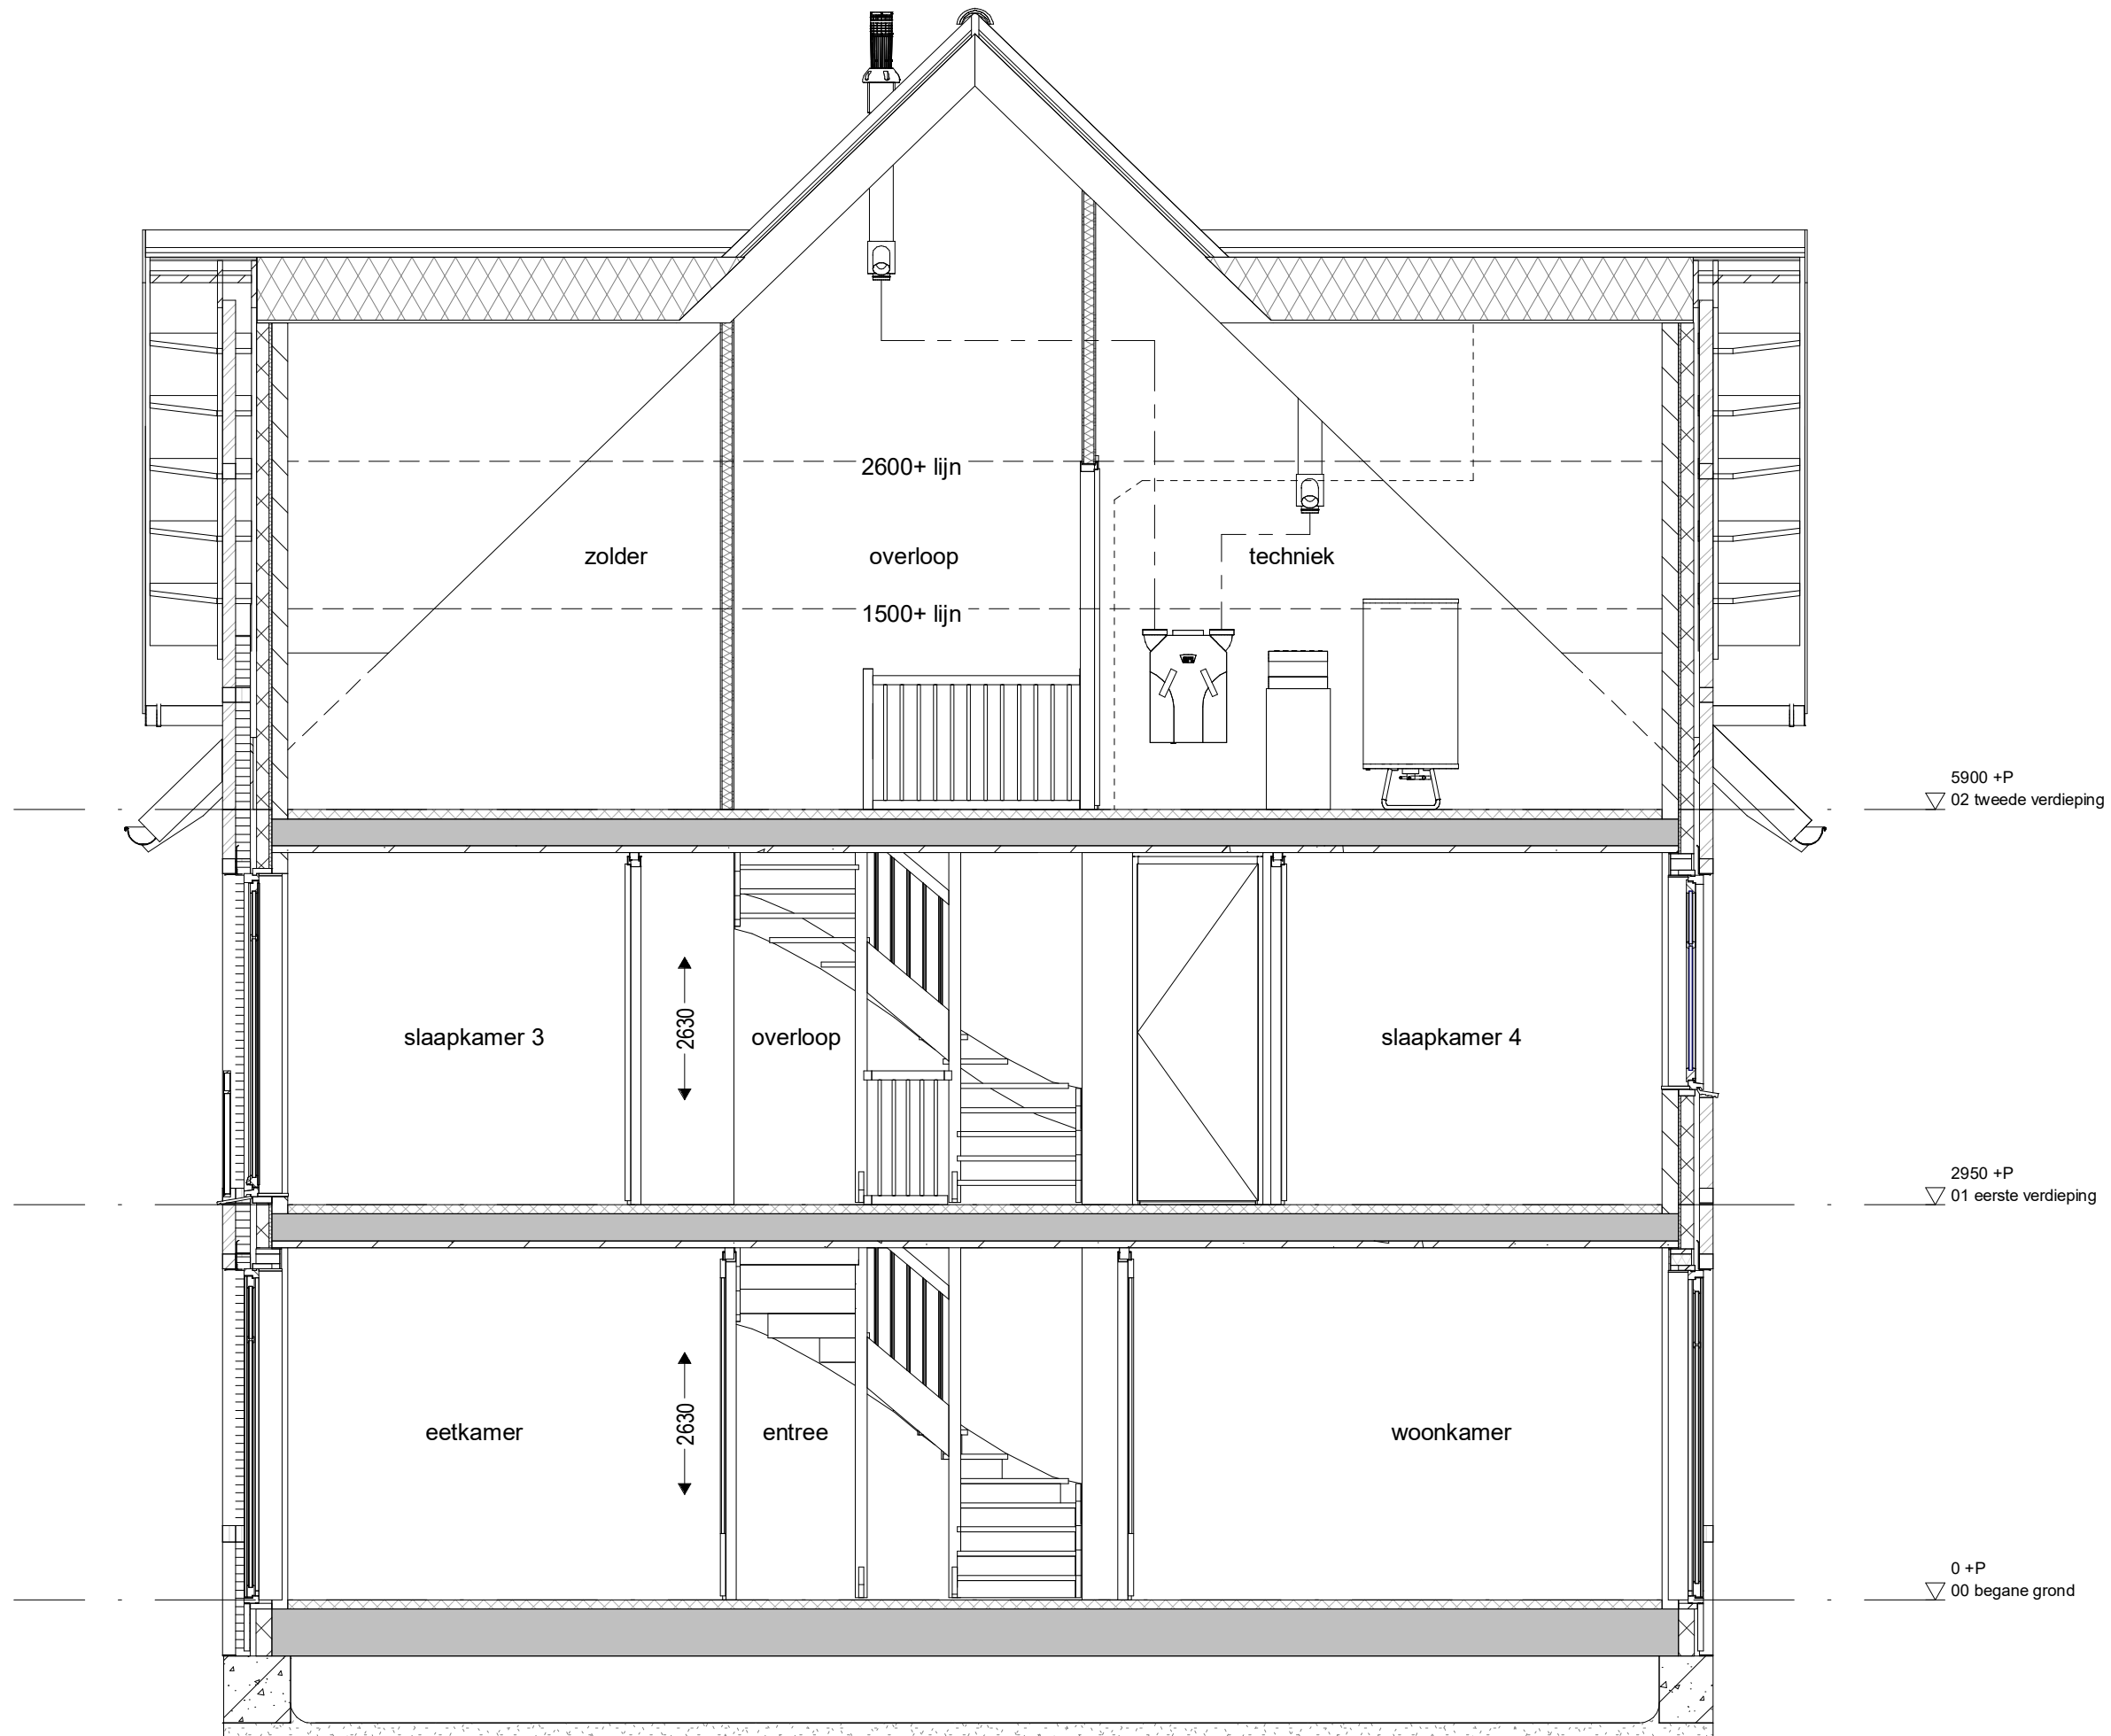 2600+ lijn
zolder
overloop
techniek
1500+ lijn
5900 +P
02 tweede verdieping
slaapkamer 3
2630
overloop
slaapkamer 4
2950 +P
01 eerste verdieping
eetkamer
2630
entree
woonkamer
0 +P
00 begane grond